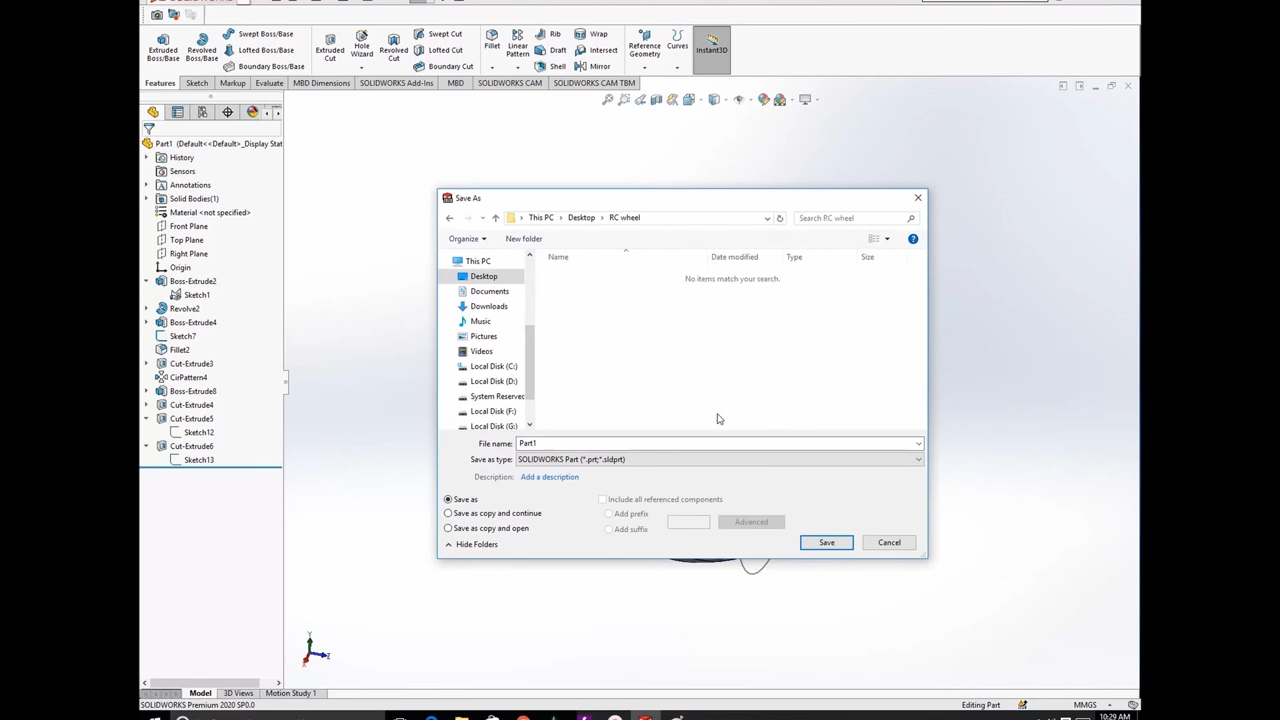 SOLIDWORKS
Extruded Boss/Base
Revolved Boss/Base
Swept Boss/Base
Lofted Boss/Base
Boundary Boss/Base
Extruded Cut
Hole Wizard
Revolved Cut
Swept Cut
Lofted Cut
Boundary Cut
Fillet
Linear Pattern
Rib
Draft
Shell
Wrap
Intersect
Mirror
Reference Geometry
Curves
Instant3D
Features Sketch Markup Evaluate MBD Dimensions SOLIDWORKS Add-Ins MBD SOLIDWORKS CAM SOLIDWORKS CAM TBM
Part1 (Default<<Default>_Display Stat
History
Sensors
Annotations
Solid Bodies(1)
Material <not specified>
Front Plane
Top Plane
Right Plane
Origin
Boss-Extrude2
Sketch1
Revolve2
Boss-Extrude4
Sketch7
Fillet2
Cut-Extrude3
CirPattern4
Boss-Extrude8
Cut-Extrude4
Cut-Extrude5
Sketch12
Cut-Extrude6
Sketch13
Save As
This PC > Desktop > RC wheel
Search RC wheel
Organize New folder
This PC
Desktop
Documents
Downloads
Music
Pictures
Videos
Local Disk (C:)
Local Disk (D:)
System Reserved
Local Disk (F:)
Local Disk (G:)
Name Date modified Type Size
No items match your search.
File name: Part1
Save as type: SOLIDWORKS Part (*.prt;*.sldprt)
Description: Add a description
Save as
Save as copy and continue
Save as copy and open
Include all referenced components
Add prefix
Add suffix
Advanced
Hide Folders
Save Cancel
Y
Z
Model 3D Views Motion Study 1
SOLIDWORKS Premium 2020 SP0.0
Editing Part MMGS
10:29 AM